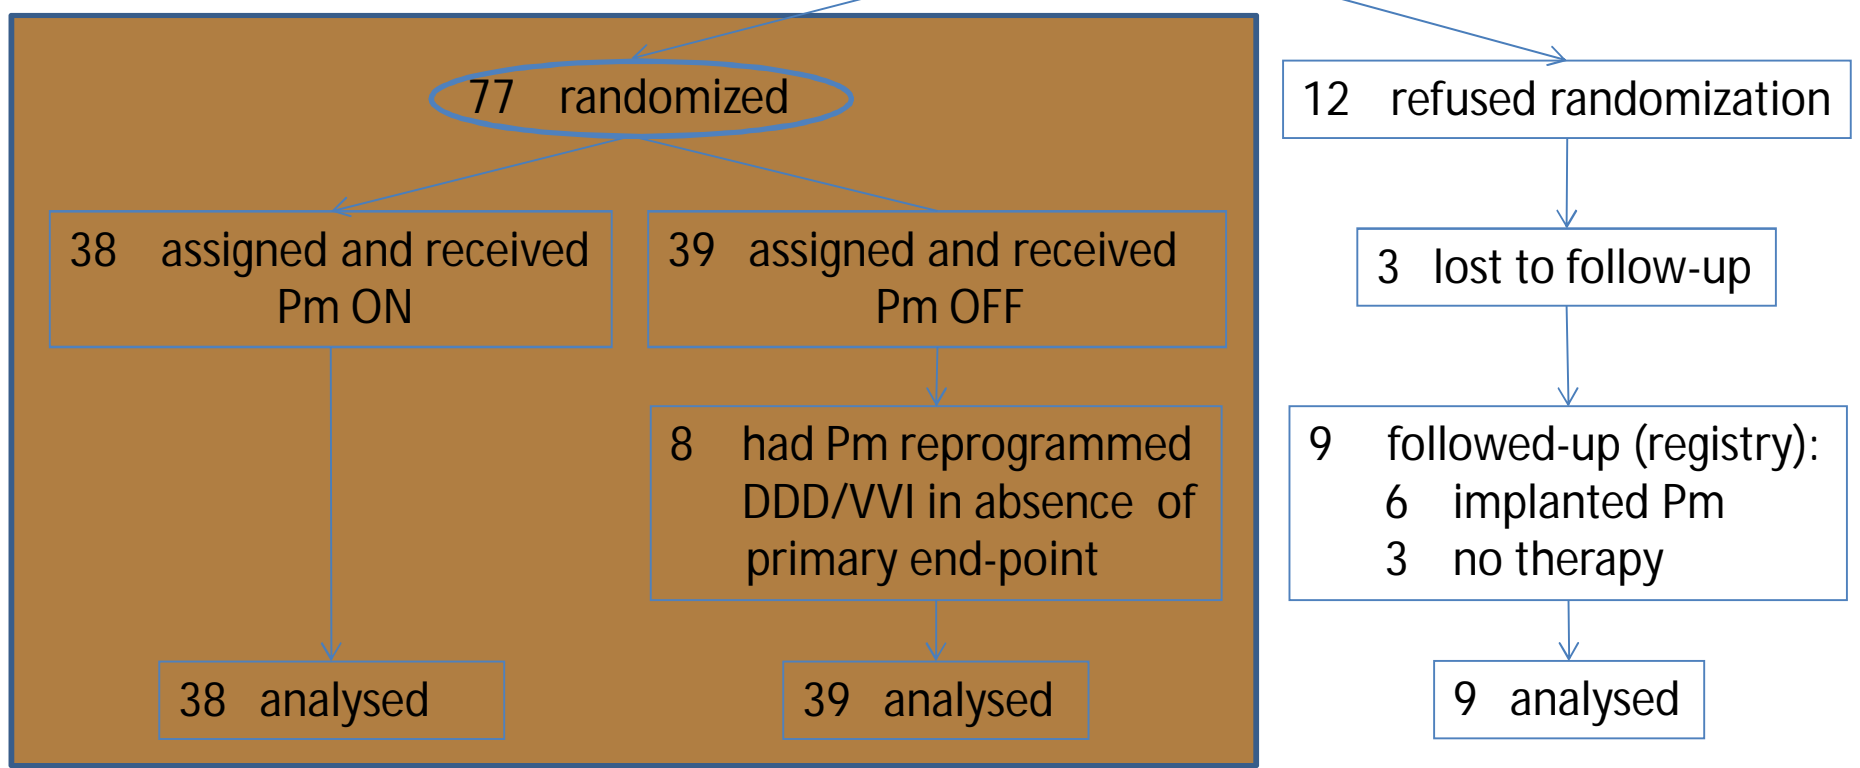 77 randomized
12 refused randomization
38 assigned and received
Pm ON
39 assigned and received
Pm OFF
3 lost to follow-up
8 had Pm reprogrammed
DDD/VVI in absence of
primary end-point
9 followed-up (registry):
6 implanted Pm
3 no therapy
38 analysed
39 analysed
9 analysed